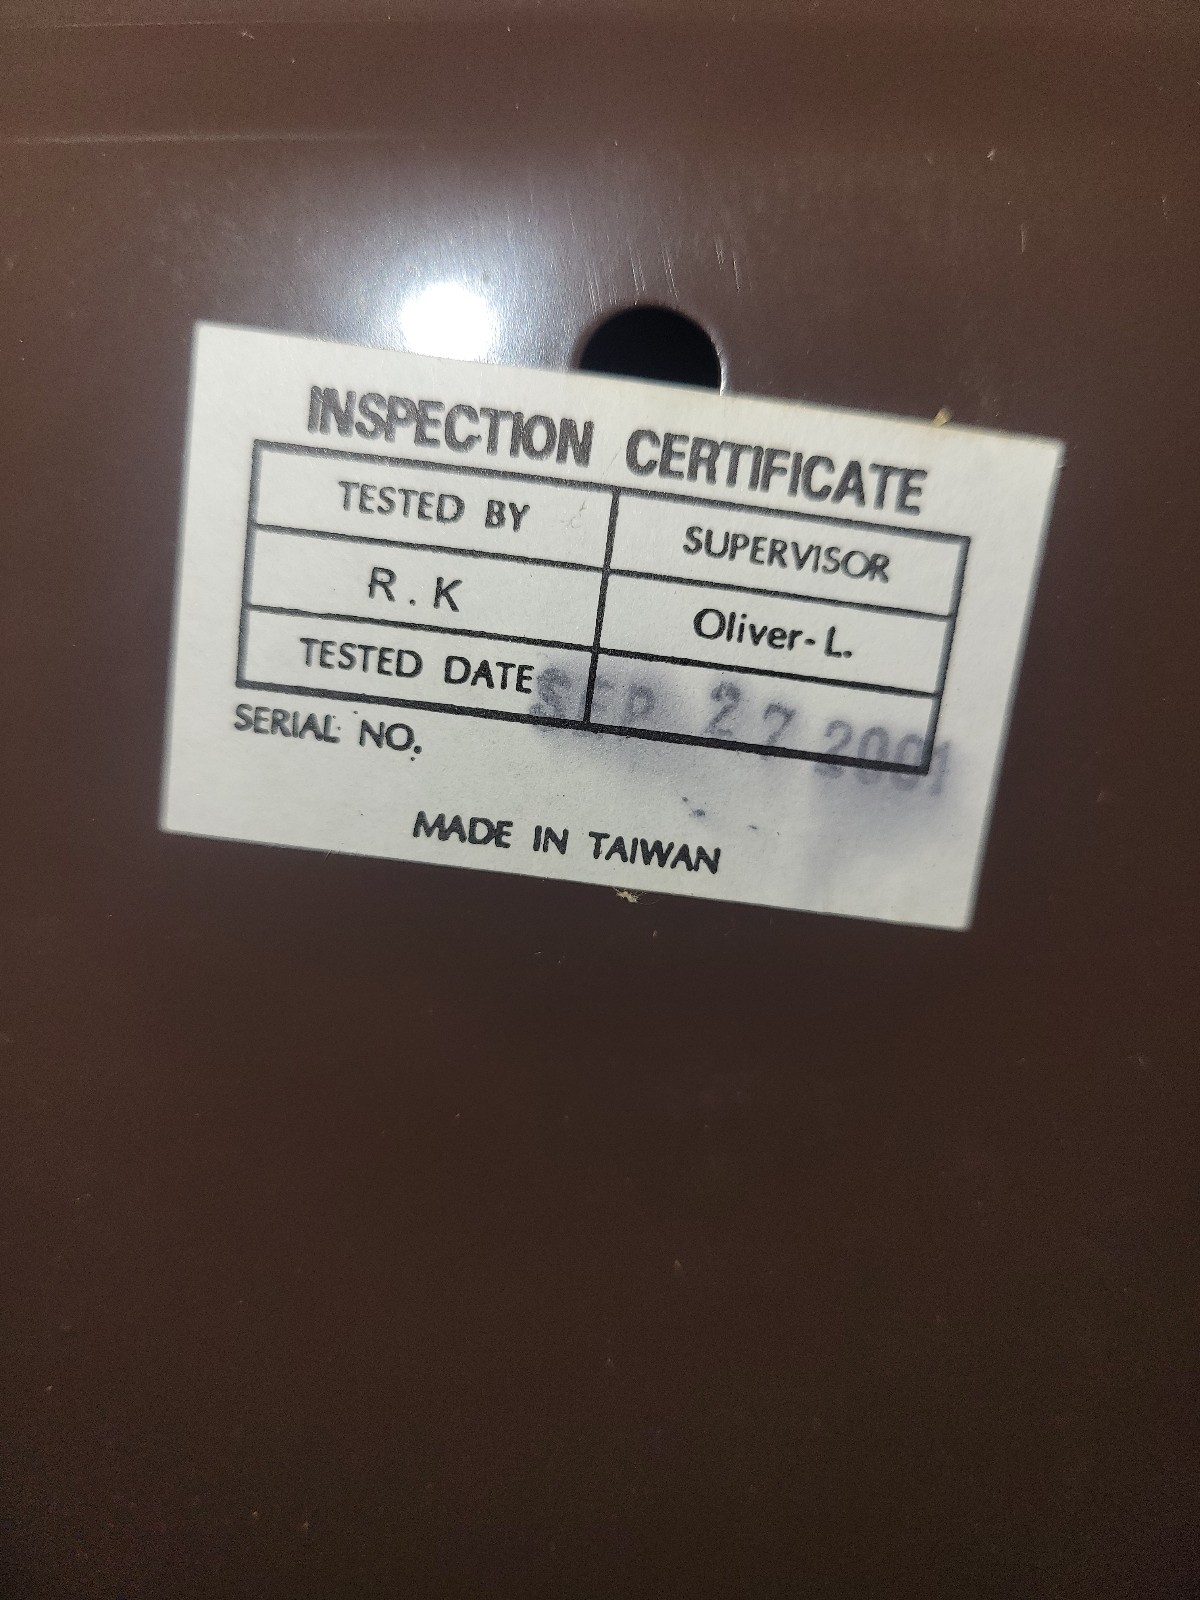 INSPECTION CERTIFICATE
TESTED BY SUPERVISOR
R.K Oliver-L.
TESTED DATE SEP 27 2001
SERIAL NO.
MADE IN TAIWAN